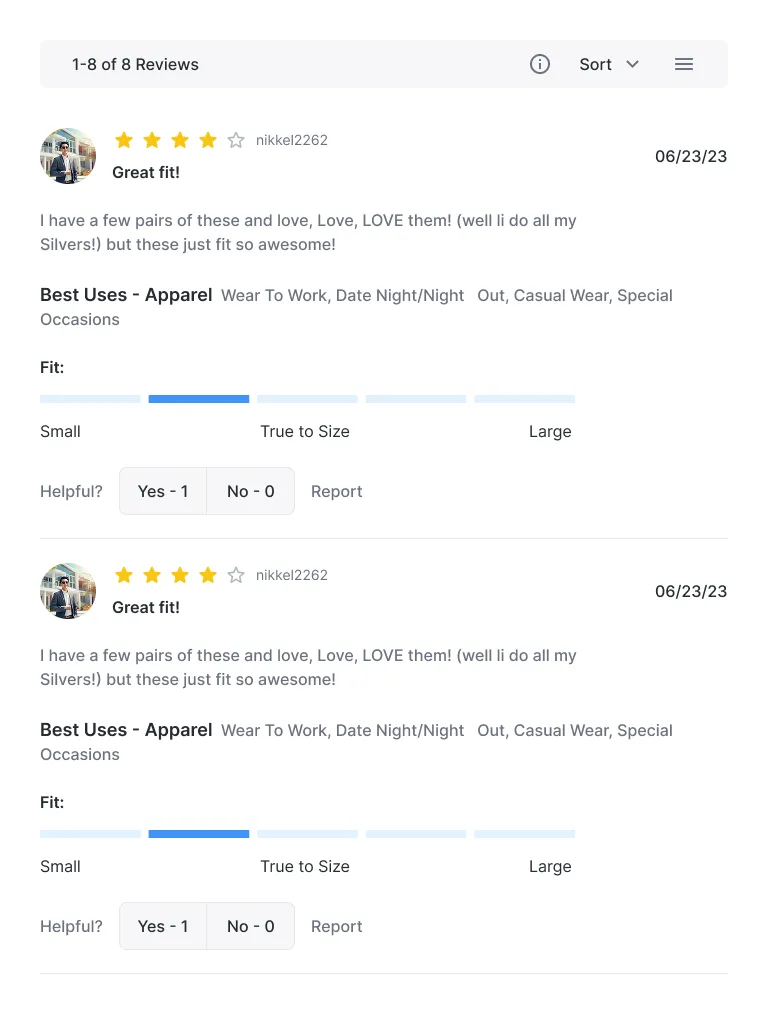 1-8 of 8 Reviews Sort
nikkel2262
06/23/23
Great fit!
I have a few pairs of these and love, Love, LOVE them! (well li do all my
Silvers!) but these just fit so awesome!
Best Uses - Apparel Wear To Work, Date Night/Night Out, Casual Wear, Special
Occasions
Fit:
Small True to Size Large
Helpful? Yes - 1 No - 0 Report
nikkel2262
06/23/23
Great fit!
I have a few pairs of these and love, Love, LOVE them! (well li do all my
Silvers!) but these just fit so awesome!
Best Uses - Apparel Wear To Work, Date Night/Night Out, Casual Wear, Special
Occasions
Fit:
Small True to Size Large
Helpful? Yes - 1 No - 0 Report